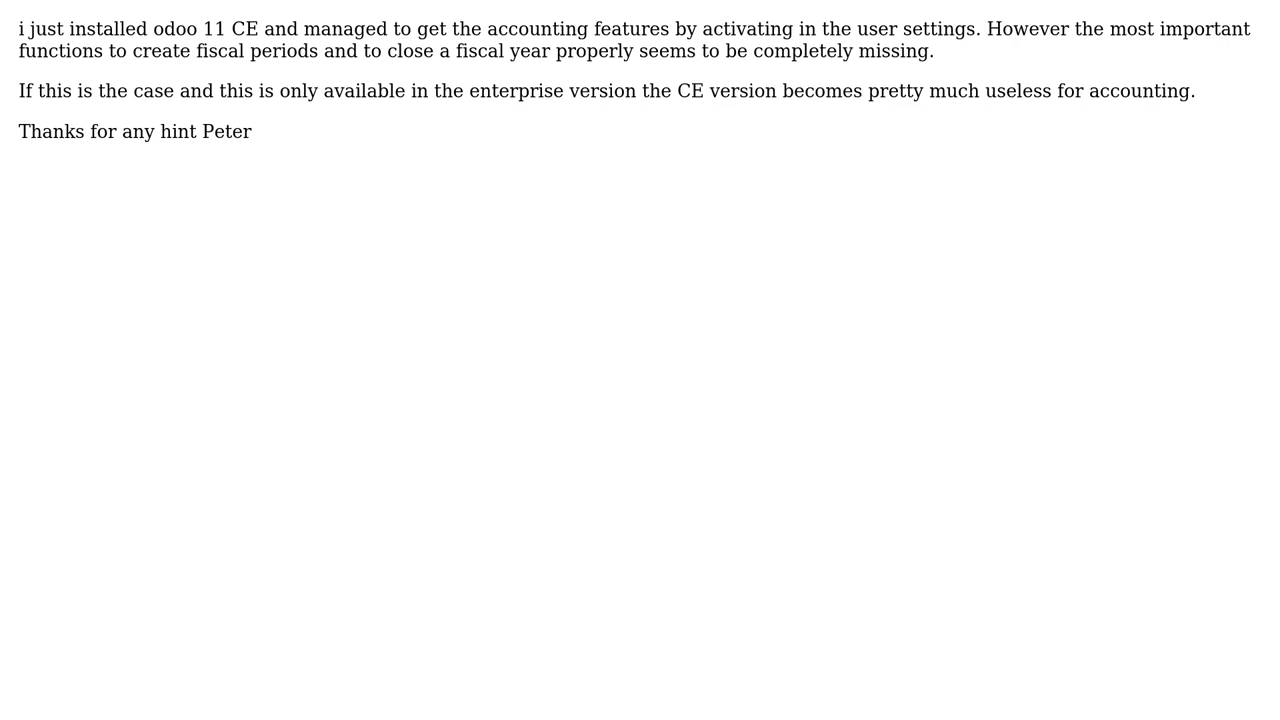 i just installed odoo 11 CE and managed to get the accounting features by activating in the user settings. However the most important
functions to create fiscal periods and to close a fiscal year properly seems to be completely missing.
If this is the case and this is only available in the enterprise version the CE version becomes pretty much useless for accounting.
Thanks for any hint Peter